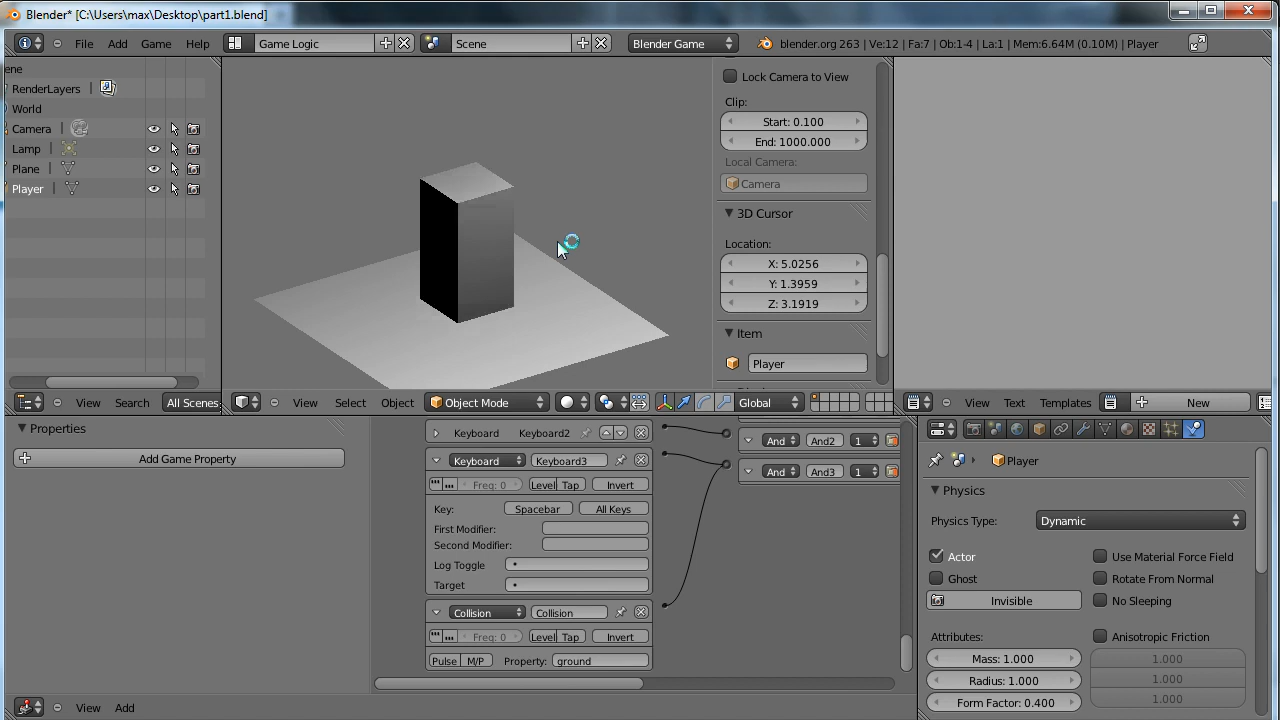 Blender* [C:\Users\max\Desktop\part1.blend]
File Add Game Help Game Logic Scene Blender Game blender.org 263 | Ve:12 | Fa:7 | Ob:1-4 | La:1 | Mem:6.64M (0.10M) | Player
ene
RenderLayers |
World
Camera |
Lamp |
Plane |
Player |
View Search All Scenes
Lock Camera to View
Clip:
Start: 0.100
End: 1000.000
Local Camera:
Camera
3D Cursor
Location:
X: 5.0256
Y: 1.3959
Z: 3.1919
Item
Player
View Select Object Object Mode Global
View Text Templates New
Properties
Add Game Property
Keyboard Keyboard2
Keyboard Keyboard3
Freq: 0 Level Tap Invert
Key: Spacebar All Keys
First Modifier:
Second Modifier:
Log Toggle
Target
Collision Collision
Freq: 0 Level Tap Invert
Pulse M/P Property: ground
And And2 1
And And3 1
View Add
Player
Physics
Physics Type: Dynamic
Actor Use Material Force Field
Ghost Rotate From Normal
Invisible No Sleeping
Attributes: Anisotropic Friction
Mass: 1.000 1.000
Radius: 1.000 1.000
Form Factor: 0.400 1.000